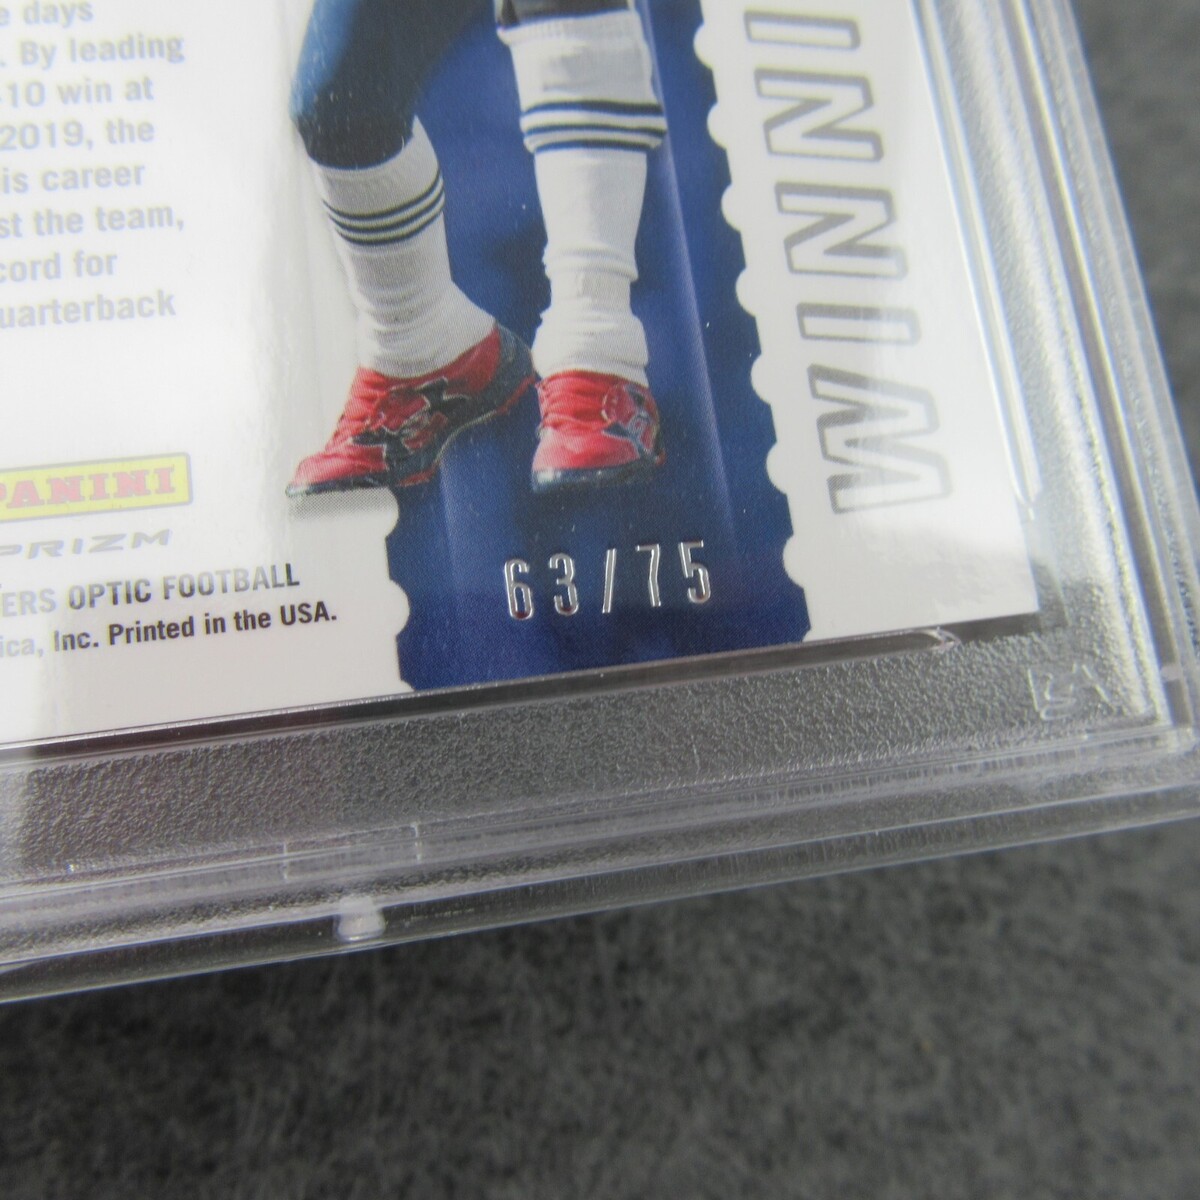 e days
. By leading
-10 win at
2019, the
is career
st the team,
cord for
uarterback
PANINI
PRIZM
ERS OPTIC FOOTBALL
ica, Inc. Printed in the USA.
63/75
WINNI